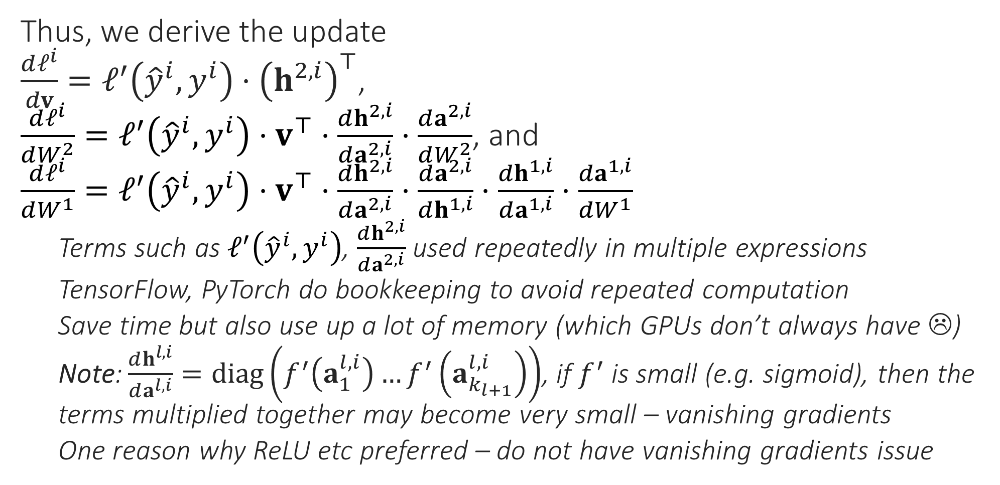 Thus, we derive the update
$\frac{d\ell^i}{d\mathbf{v}} = \ell'(\hat{y}^i, y^i) \cdot (\mathbf{h}^{2,i})^\top$,
$\frac{d\ell^i}{dW^2} = \ell'(\hat{y}^i, y^i) \cdot \mathbf{v}^\top \cdot \frac{d\mathbf{h}^{2,i}}{d\mathbf{a}^{2,i}} \cdot \frac{d\mathbf{a}^{2,i}}{dW^2}$, and
$\frac{d\ell^i}{dW^1} = \ell'(\hat{y}^i, y^i) \cdot \mathbf{v}^\top \cdot \frac{d\mathbf{h}^{2,i}}{d\mathbf{a}^{2,i}} \cdot \frac{d\mathbf{a}^{2,i}}{d\mathbf{h}^{1,i}} \cdot \frac{d\mathbf{h}^{1,i}}{d\mathbf{a}^{1,i}} \cdot \frac{d\mathbf{a}^{1,i}}{dW^1}$
Terms such as $\ell'(\hat{y}^i, y^i)$, $\frac{d\mathbf{h}^{2,i}}{d\mathbf{a}^{2,i}}$ used repeatedly in multiple expressions
TensorFlow, PyTorch do bookkeeping to avoid repeated computation
Save time but also use up a lot of memory (which GPUs don’t always have ☹)
Note: $\frac{d\mathbf{h}^{l,i}}{d\mathbf{a}^{l,i}} = \mathrm{diag}\left(f'(\mathbf{a}_1^{l,i}) \ldots f'\left(\mathbf{a}_{k_{l+1}}^{l,i}\right)\right)$, if $f'$ is small (e.g. sigmoid), then the
terms multiplied together may become very small – vanishing gradients
One reason why ReLU etc preferred – do not have vanishing gradients issue